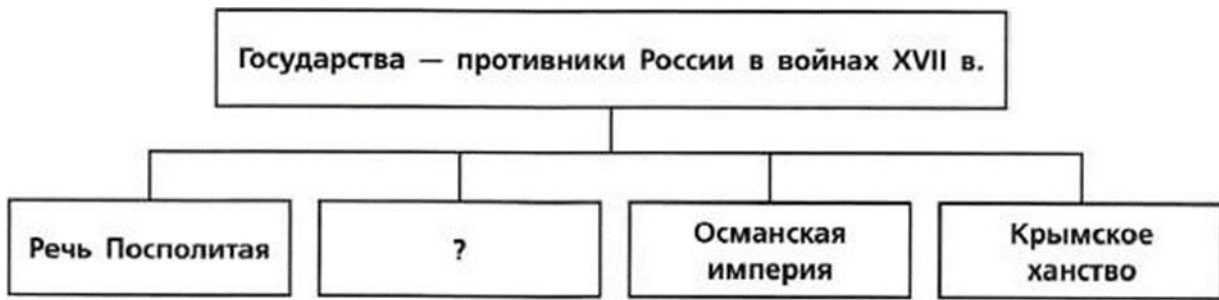 Государства — противники России в войнах XVII в.
Речь Посполитая
?
Османская
империя
Крымское
ханство